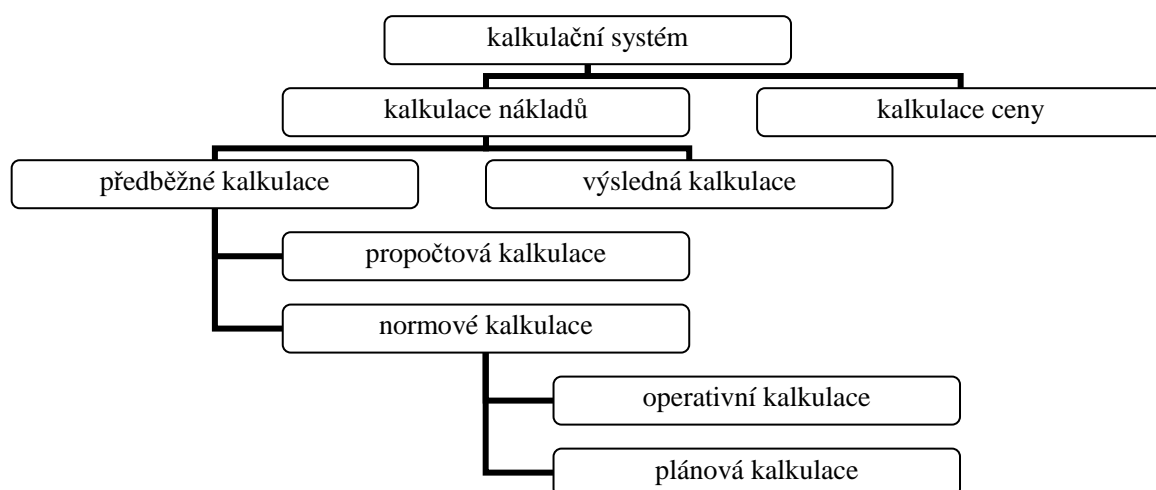 kalkulační systém
kalkulace nákladů
kalkulace ceny
předběžné kalkulace
výsledná kalkulace
propočtová kalkulace
normové kalkulace
operativní kalkulace
plánová kalkulace